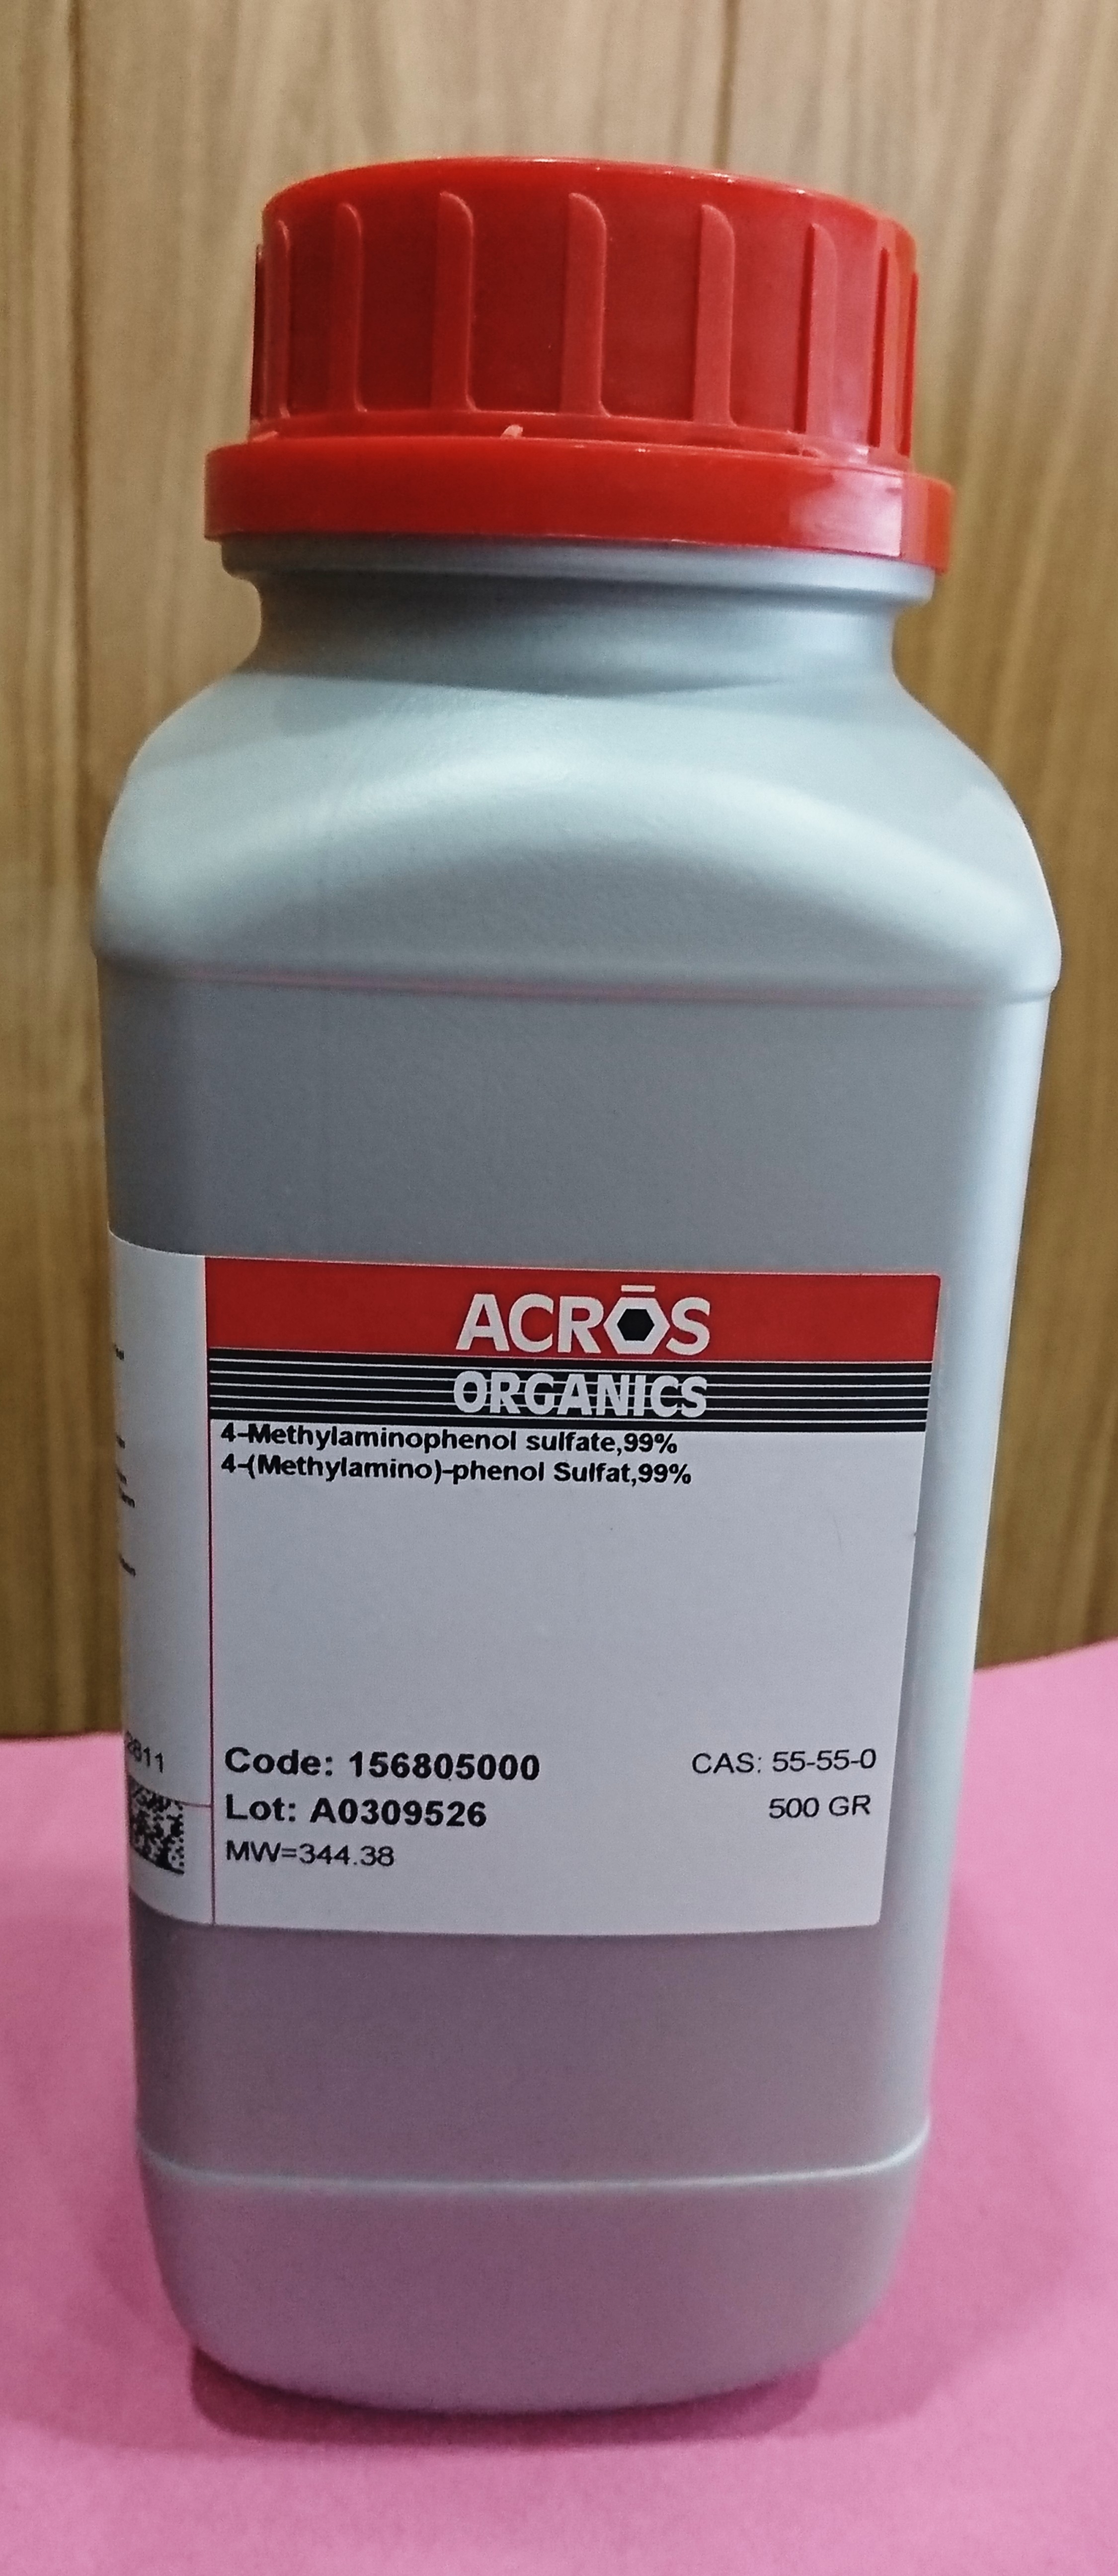 ACRŌS
ORGANICS
4-Methylaminophenol sulfate,99%
4-(Methylamino)-phenol Sulfat,99%
Code: 156805000
CAS: 55-55-0
Lot: A0309526
500 GR
MW=344.38